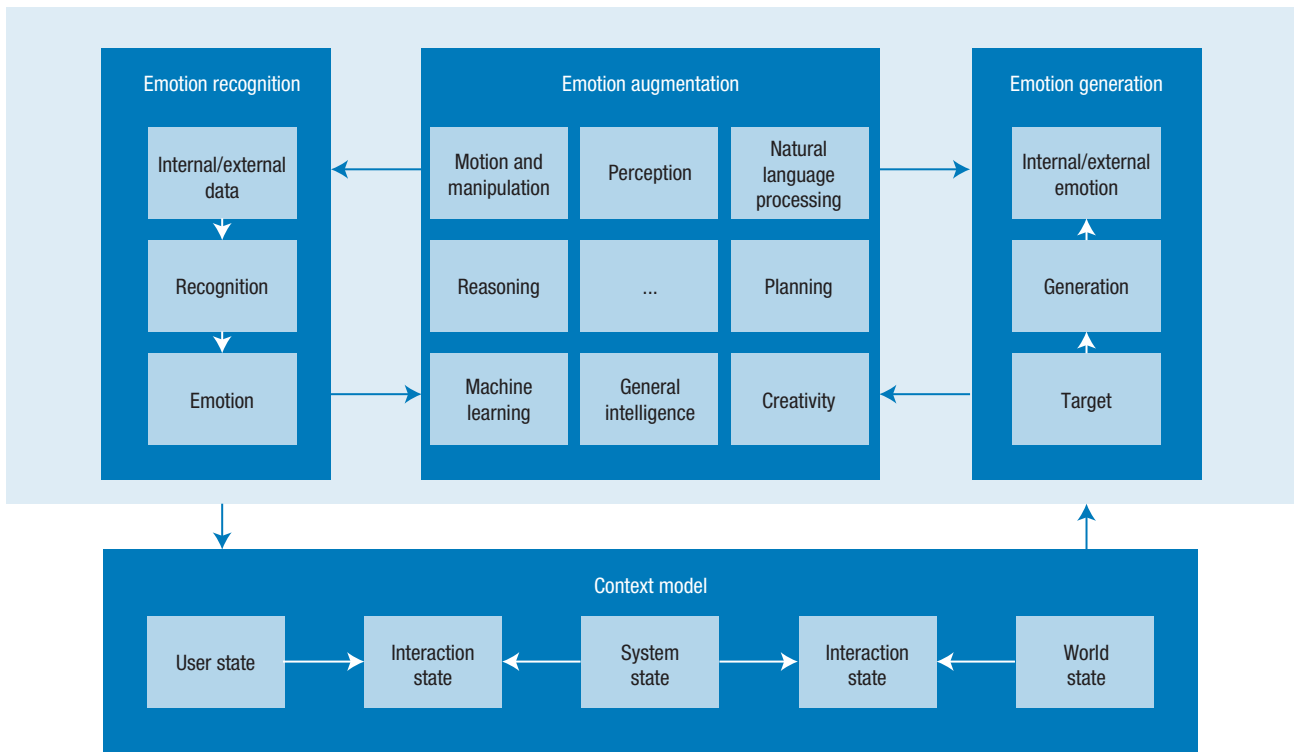 Emotion recognition
Internal/external
data
Recognition
Emotion
Emotion augmentation
Motion and
manipulation
Perception
Natural
language
processing
Reasoning
...
Planning
Machine
learning
General
intelligence
Creativity
Emotion generation
Internal/external
emotion
Generation
Target
Context model
User state
Interaction
state
System
state
Interaction
state
World
state